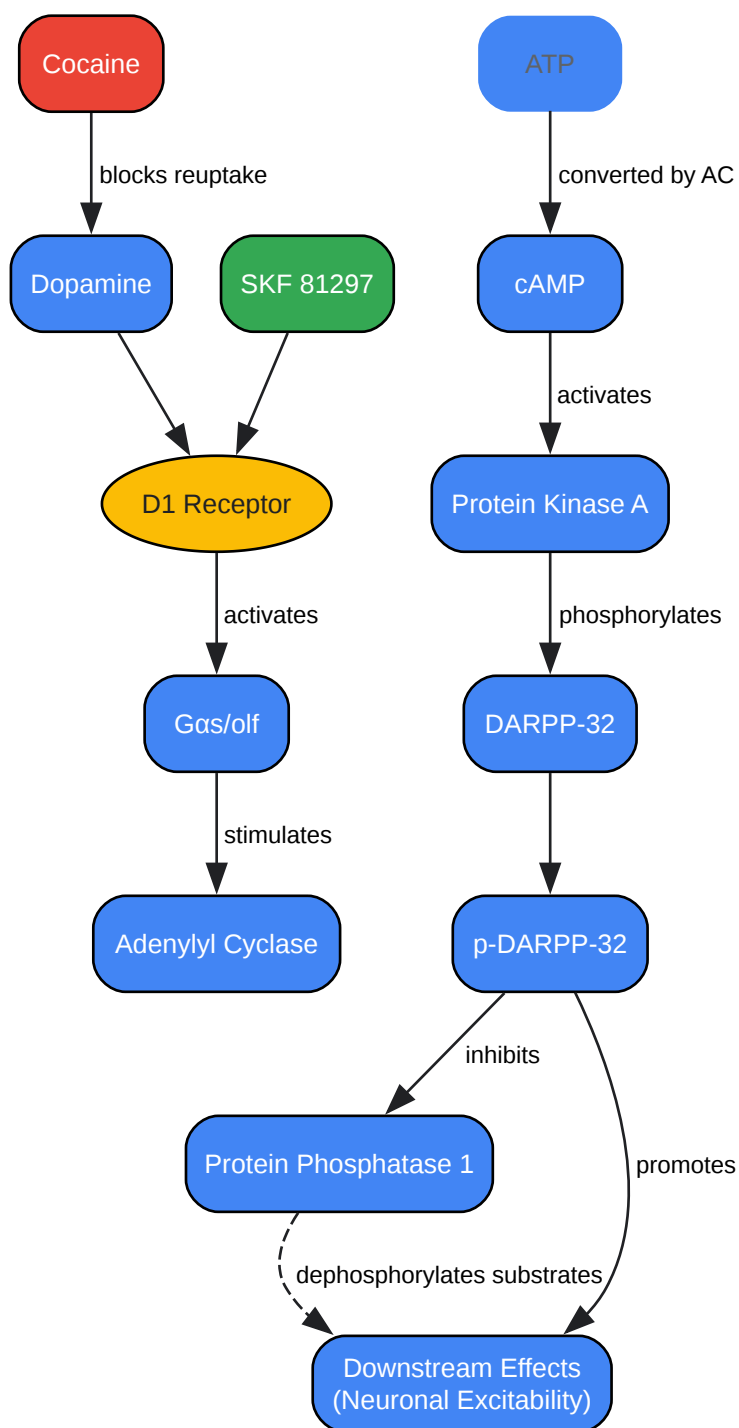 Cocaine
ATP
blocks reuptake
converted by AC
Dopamine
SKF 81297
cAMP
activates
D1 Receptor
Protein Kinase A
activates
phosphorylates
Gαs/olf
DARPP-32
stimulates
Adenylyl Cyclase
p-DARPP-32
inhibits
Protein Phosphatase 1
promotes
dephosphorylates substrates
Downstream Effects
(Neuronal Excitability)